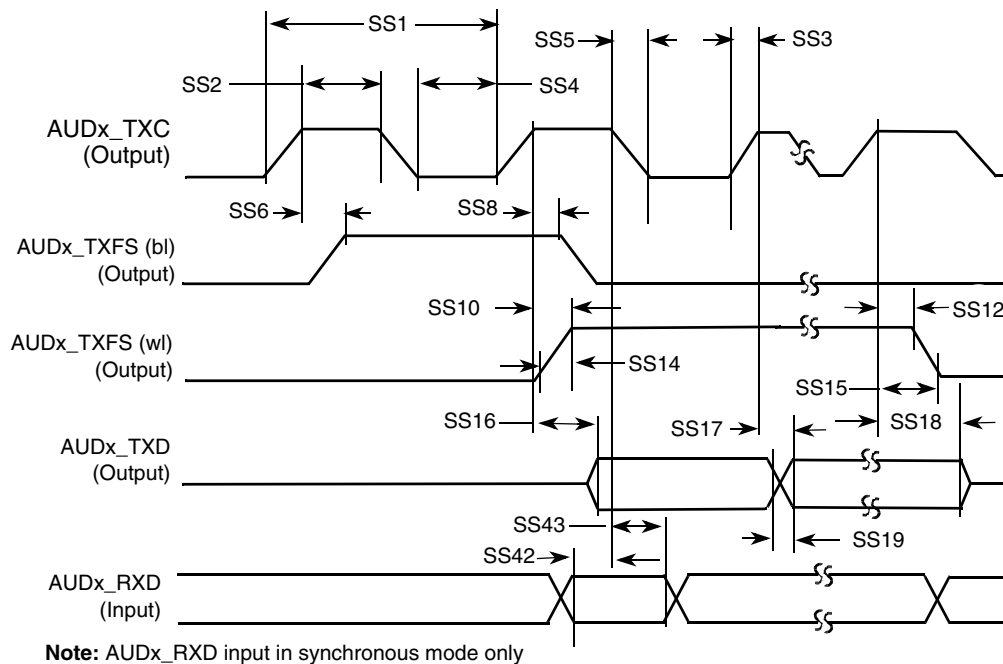 SS1
SS5
SS3
SS2
SS4
AUDx_TXC
(Output)
SS6
SS8
AUDx_TXFS (bl)
(Output)
SS10
SS12
AUDx_TXFS (wl)
(Output)
SS14
SS15
SS16
SS17
SS18
AUDx_TXD
(Output)
SS43
SS19
SS42
AUDx_RXD
(Input)
Note: AUDx_RXD input in synchronous mode only